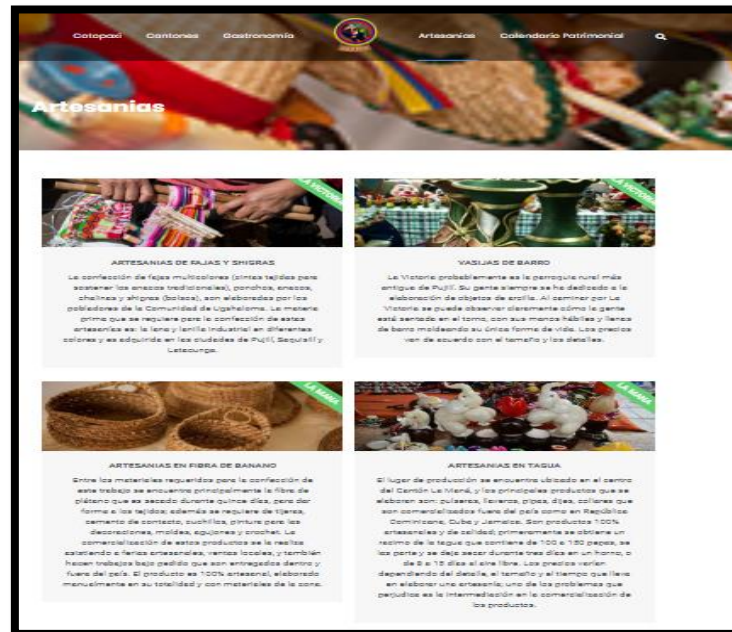 Cotopaxi Cantones Gastronomía Artesanías Calendario Patrimonial
Artesanias
LA VICTORIA
ARTESANIAS DE FAJAS Y SHIGRAS
La confección de fajas multicolores (cintas tejidas para
sostener los anacos tradicionales), ponchos, anacos,
chalinas y shigras (bolsos), son elaborados por los
pobladores de la Comunidad de
La materia
prima que se requiere para la confección de estas
artesanías es: la lana y lanilla industrial en diferentes
colores y es adquirida en las ciudades de Pujilí, Saquisilí y
Latacunga.
LA VICTORIA
VASIJAS DE BARRO
La Victoria probablemente es la parroquia rural más
antigua de Pujilí. Su gente siempre se ha dedicado a la
elaboración de objetos de arcilla. Al caminar por La
Victoria se puede observar claramente cómo la gente
está sentada en el torno, con sus manos hábiles y llenas
de barro moldeando su única forma de vida. Los precios
van de acuerdo con el tamaño y los detalles.
LA MANA
ARTESANIAS EN FIBRA DE BANANO
Entre los materiales requeridos para la confección de
este trabajo se encuentra principalmente la fibra de
plátano que es secado durante quince días, para dar
forma a los tejidos; además se requiere de tijeras,
cemento de contacto, cuchillos, pintura para las
decoraciones, moldes, agujones y crochet. La
comercialización de estos productos se la realiza
asistiendo a ferias artesanales, ventas locales, y también
hacen trabajos bajo pedido que son entregados dentro y
fuera del país. El producto es 100% artesanal, elaborado
manualmente en su totalidad y con materiales de la zona.
LA MANA
ARTESANIAS EN TAGUA
El lugar de producción se encuentra ubicado en el centro
del Cantón La Maná, y los principales productos que se
elaboran son: pulseras, llaveros, pipas, dijes, collares que
son comercializados fuera del país como en República
Dominicana, Cuba y Jamaica. Son productos 100%
artesanales y de calidad; primeramente se obtiene un
racimo de la tagua que contiene de 100 a 150 pepas, se
las parte y se deja secar durante tres días en un horno, o
de 8 a 15 días al aire libre. Los precios varían
dependiendo del detalle, el tamaño y el tiempo que lleva
en elaborar una artesanía; uno de los problemas que
perjudica es la intermediación en la comercialización de
los productos.